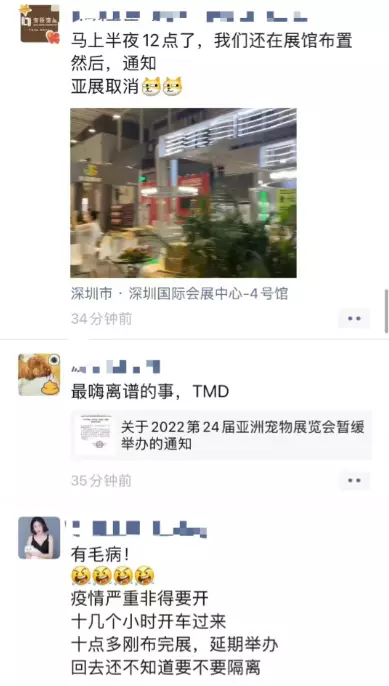 马上半夜12点了，我们还在展馆布置
然后，通知
亚展取消
深圳市·深圳国际会展中心-4号馆
34分钟前
最嗨离谱的事，TMD
关于2022第24届亚洲宠物展览会暂缓
举办的通知
35分钟前
有毛病！
疫情严重非得要开
十几个小时开车过来
十点多刚布完展，延期举办
回去还不知道要不要隔离